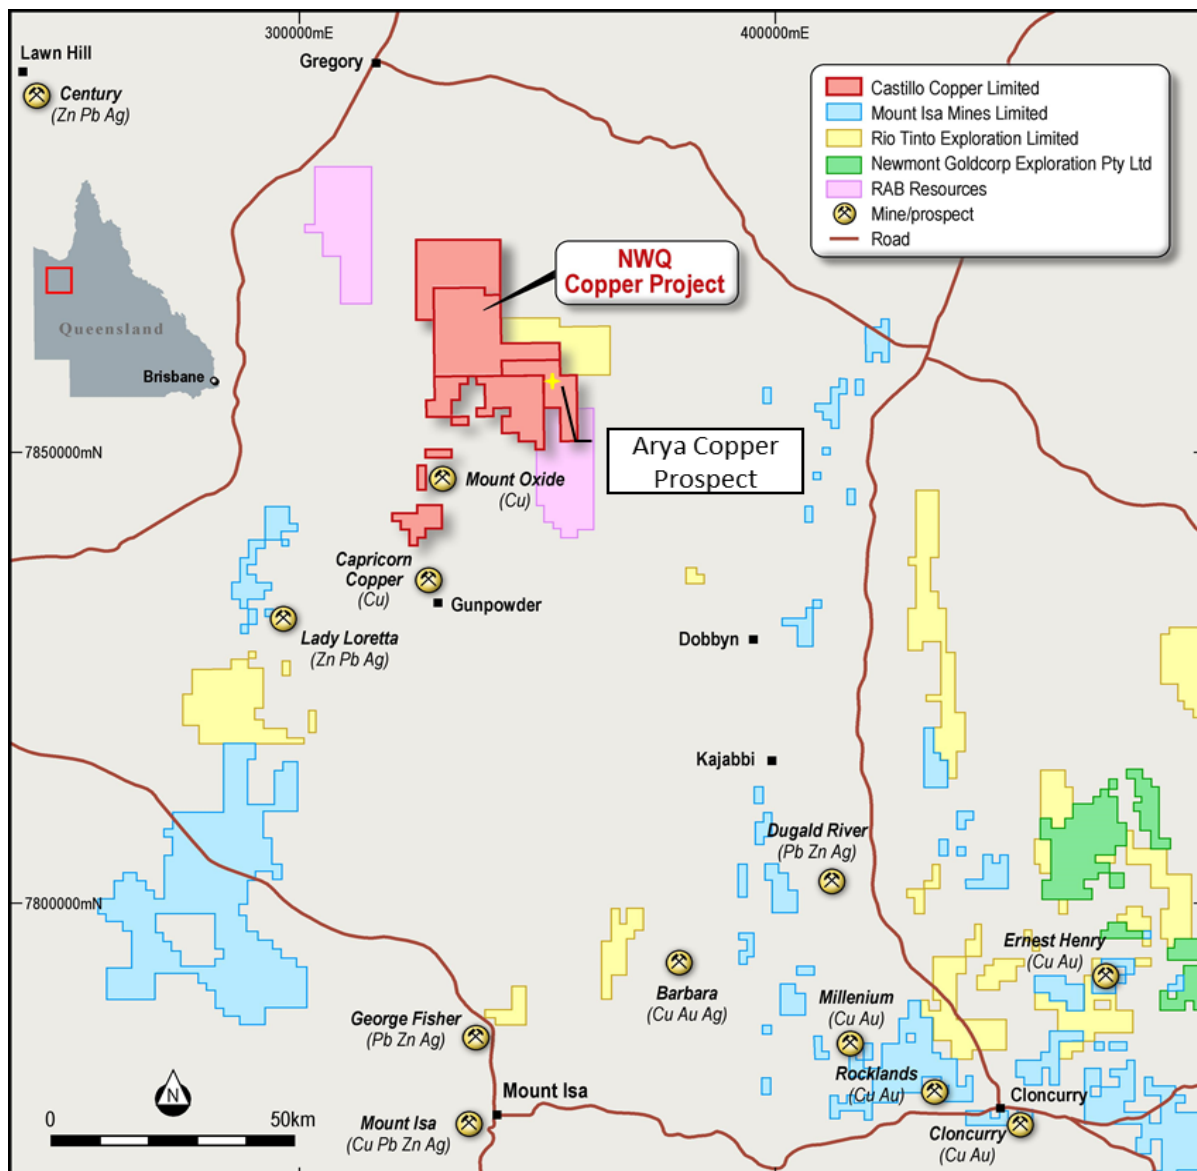 300000mE
400000mE
Lawn Hill
Gregory
Century
(Zn Pb Ag)
Castillo Copper Limited
Mount Isa Mines Limited
Rio Tinto Exploration Limited
Newmont Goldcorp Exploration Pty Ltd
RAB Resources
Mine/prospect
Road
NWQ
Copper Project
Queensland
Brisbane
7850000mN
Arya Copper
Prospect
Mount Oxide
(Cu)
Capricorn
Copper
(Cu)
Gunpowder
Lady Loretta
(Zn Pb Ag)
Dobbyn
Kajabbi
Dugald River
(Pb Zn Ag)
7800000mN
Ernest Henry
(Cu Au)
Barbara
(Cu Au Ag)
Millenium
(Cu Au)
George Fisher
(Pb Zn Ag)
Rocklands
(Cu Au)
Mount Isa
Cloncurry
N
0 50km
Mount Isa
(Cu Pb Zn Ag)
Cloncurry
(Cu Au)